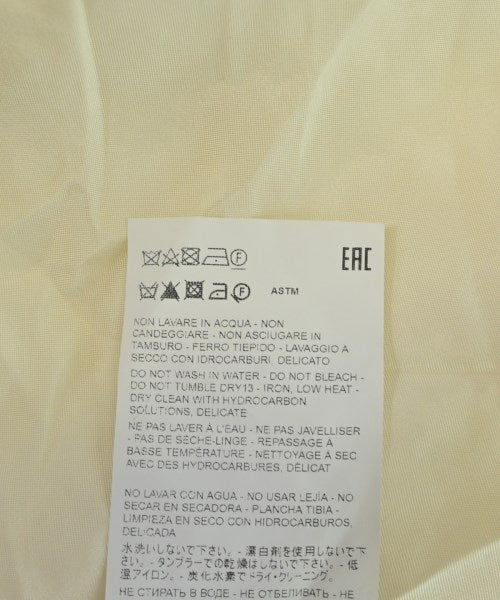 EAC
F
F
ASTM
NON LAVARE IN ACQUA - NON
CANDEGGIARE - NON ASCIUGARE IN
TAMBURO - FERRO TIEPIDO - LAVAGGIO A
SECCO CON IDROCARBURI, DELICATO
DO NOT WASH IN WATER - DO NOT BLEACH -
DO NOT TUMBLE DRY13 - IRON, LOW HEAT -
DRY CLEAN WITH HYDROCARBON
SOLUTIONS, DELICATE
NE PAS LAVER À L'EAU - NE PAS JAVELLISER
- PAS DE SÈCHE-LINGE - REPASSAGE À
BASSE TEMPÉRATURE - NETTOYAGE À SEC
AVEC DES HYDROCARBURES, DÉLICAT
NO LAVAR CON AGUA - NO USAR LEJÍA - NO
SECAR EN SECADORA - PLANCHA TIBIA -
LIMPIEZA EN SECO CON HIDROCARBUROS,
DELICADA
水洗いしないで下さい。- 漂白剤を使用しないで下
さい。- タンブラーでの乾燥はしないで下さい。- 低
温アイロン。- 炭化水素でドライ・クリーニング。
НЕ СТИРАТЬ В ВОДЕ - НЕ ОТБЕЛИВАТЬ - НЕ